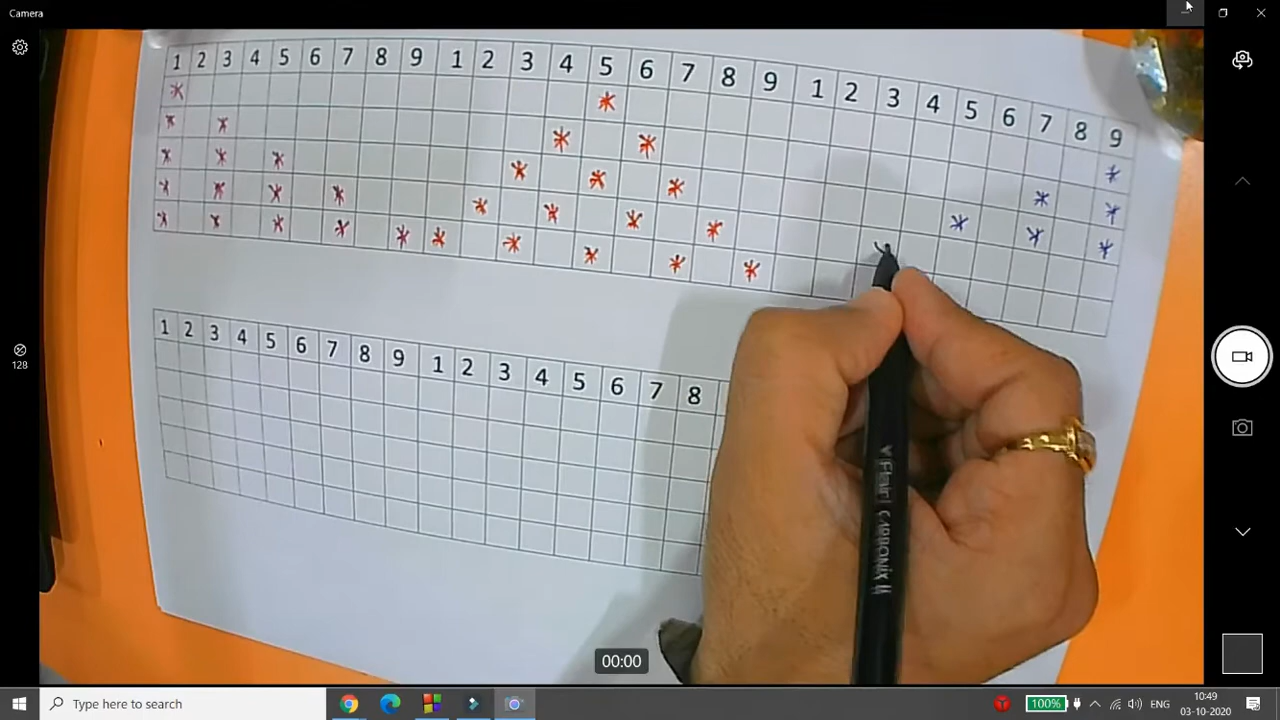 Camera
1 2 3 4 5 6 7 8 9 1 2 3 4 5 6 7 8 9 1 2 3 4 5 6 7 8 9
128
1 2 3 4 5 6 7 8 9 1 2 3 4 5 6 7 8
Flair CARBONIX
00:00
Type here to search
100%
ENG
10:49
03-10-2020